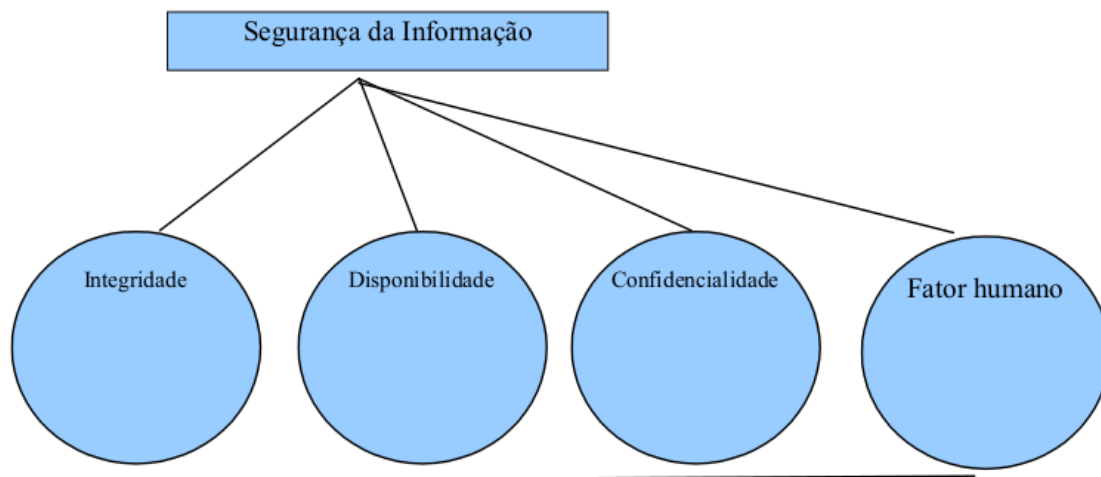 Segurança da Informação
Integridade
Disponibilidade
Confidencialidade
Fator humano